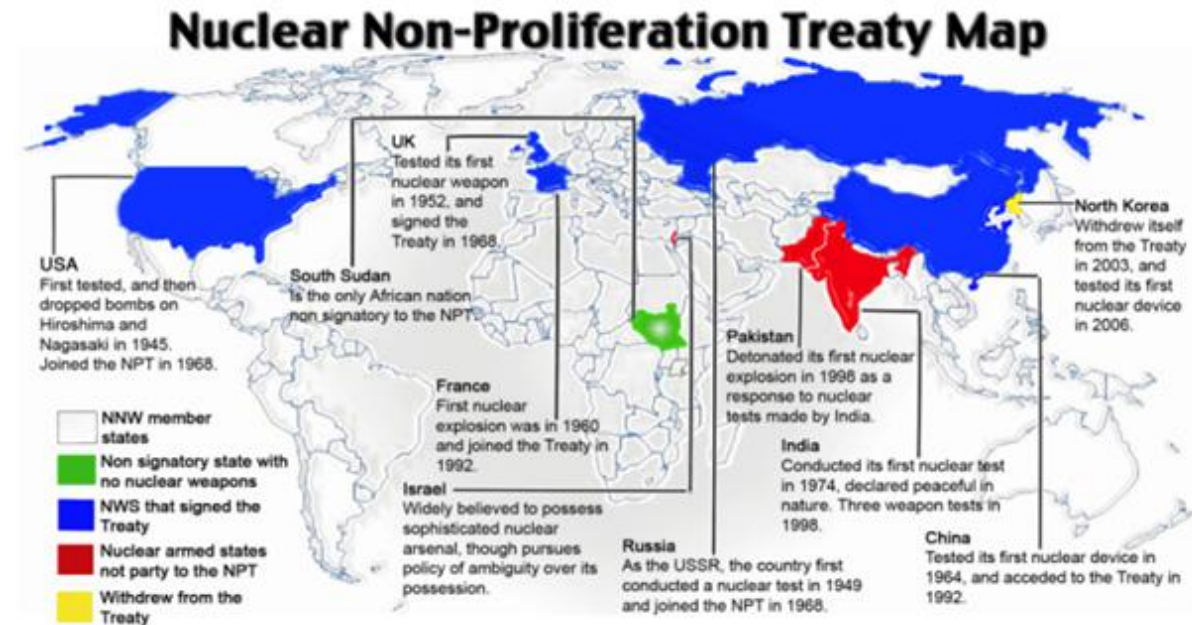 Nuclear Non-Proliferation Treaty Map
UK
Tested its first
nuclear weapon
in 1952, and
signed the
Treaty in 1968.
USA
First tested, and then
dropped bombs on
Hiroshima and
Nagasaki in 1945.
Joined the NPT in 1968.
South Sudan
Is the only African nation
non signatory to the NPT.
North Korea
Withdrew itself
from the Treaty
in 2003, and
tested its first
nuclear device
in 2006.
Pakistan
Detonated its first nuclear
explosion in 1998 as a
response to nuclear
tests made by India.
France
First nuclear
explosion was in 1960
and joined the Treaty in
1992.
India
Conducted its first nuclear test
in 1974, declared peaceful in
nature. Three weapon tests in
1998.
Israel
Widely believed to possess
sophisticated nuclear
arsenal, though pursues
policy of ambiguity over its
possession.
Russia
As the USSR, the country first
conducted a nuclear test in 1949
and joined the NPT in 1968.
China
Tested its first nuclear device in
1964, and acceded to the Treaty in
1992.
NNW member
states
Non signatory state with
no nuclear weapons
NWS that signed the
Treaty
Nuclear armed states
not party to the NPT
Withdrew from the
Treaty